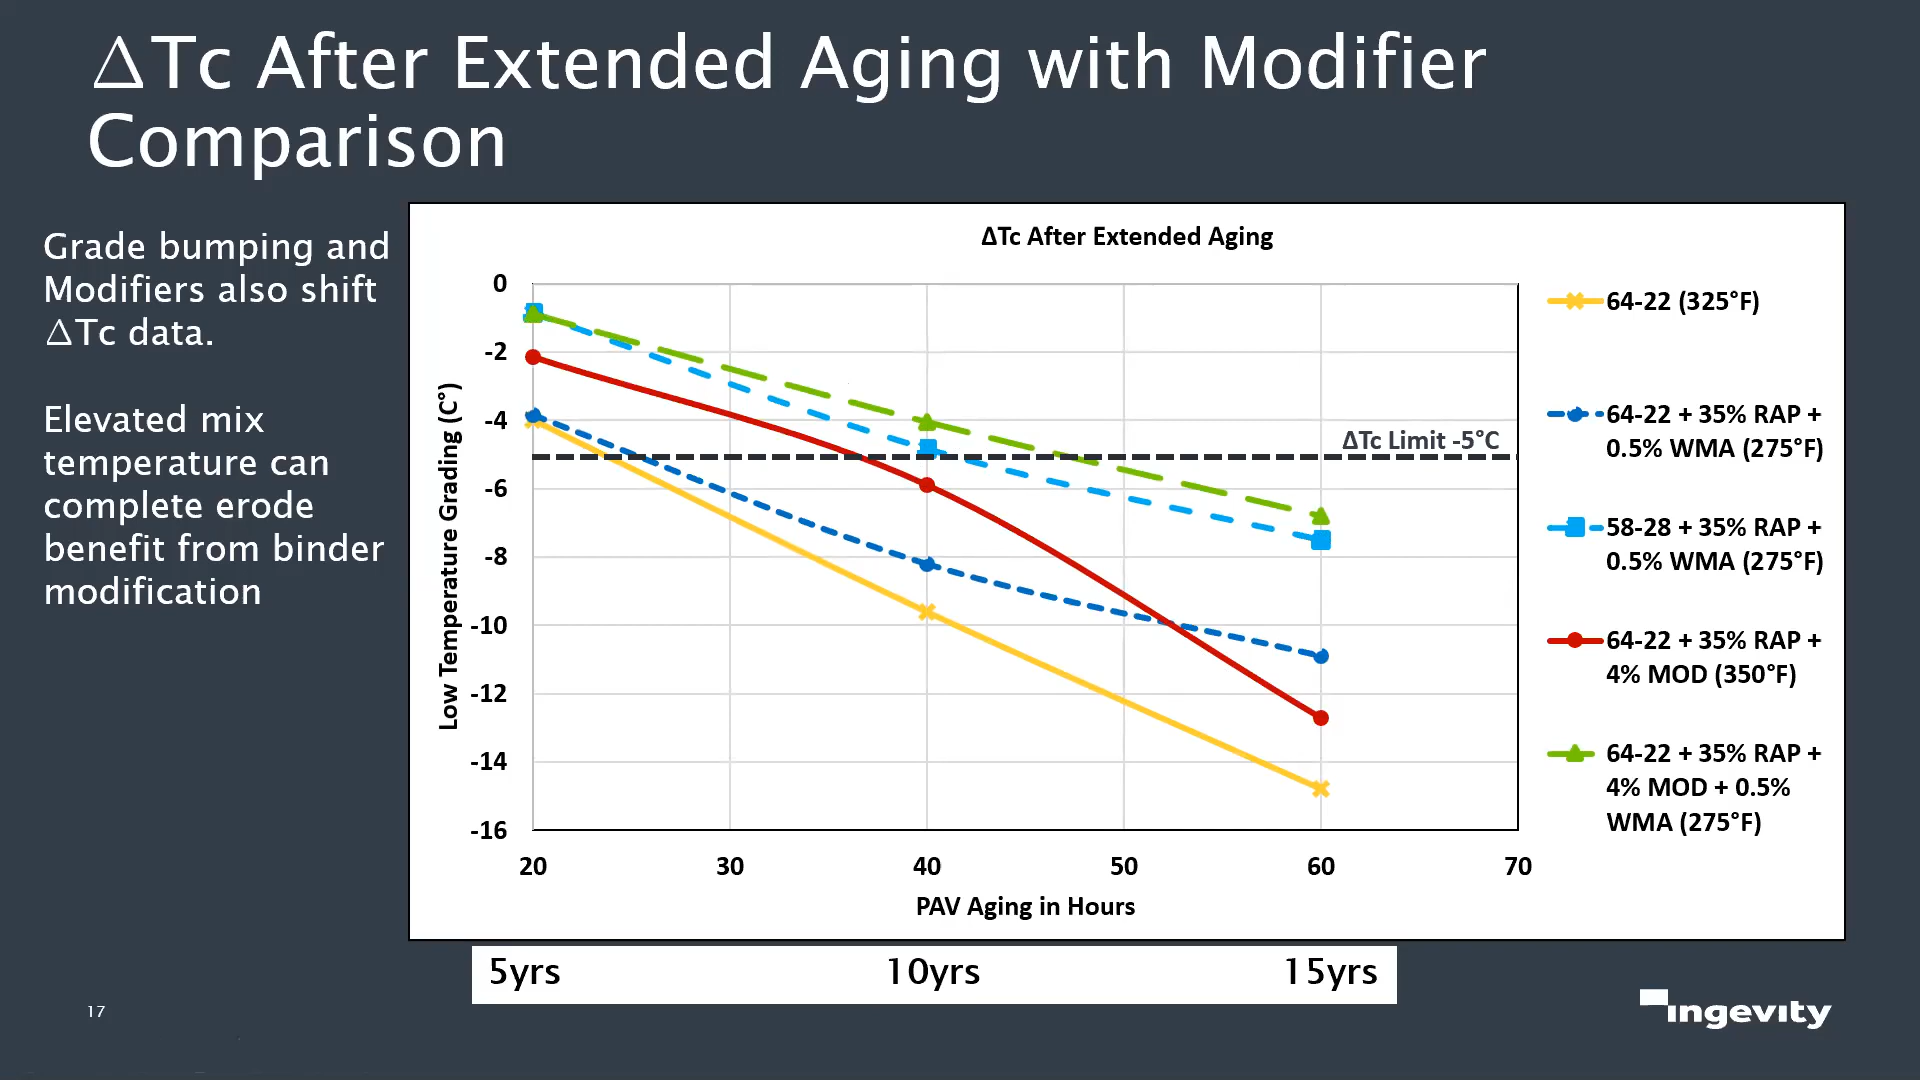 ΔTc After Extended Aging with Modifier
Comparison
Grade bumping and
Modifiers also shift
ΔTc data.
Elevated mix
temperature can
complete erode
benefit from binder
modification
ΔTc After Extended Aging
Low Temperature Grading (C°)
0
-2
-4
-6
-8
-10
-12
-14
-16
ΔTc Limit -5°C
20 30 40 50 60 70
PAV Aging in Hours
64-22 (325°F)
64-22 + 35% RAP +
0.5% WMA (275°F)
58-28 + 35% RAP +
0.5% WMA (275°F)
64-22 + 35% RAP +
4% MOD (350°F)
64-22 + 35% RAP +
4% MOD + 0.5%
WMA (275°F)
5yrs 10yrs 15yrs
17
ingevity